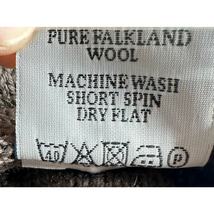 PURE FALKLAND
WOOL
MACHINE WASH
SHORT SPIN
DRY FLAT
40 P